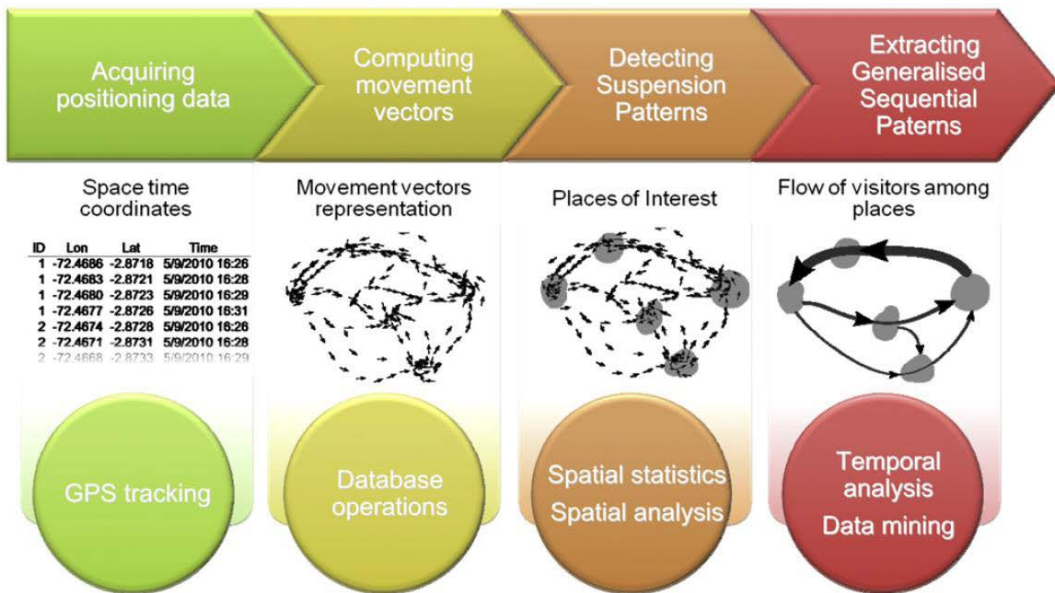 Acquiring
positioning data
Computing
movement
vectors
Detecting
Suspension
Patterns
Extracting
Generalised
Sequential
Paterns
Space time
coordinates
ID Lon Lat Time
1 -72.4686 -2.8718 5/9/2010 16:26
1 -72.4683 -2.8721 5/9/2010 16:28
1 -72.4680 -2.8723 5/9/2010 16:29
1 -72.4677 -2.8726 5/9/2010 16:31
2 -72.4674 -2.8728 5/9/2010 16:26
2 -72.4671 -2.8731 5/9/2010 16:28
2 -72.4668 -2.8733 5/9/2010 16:29
Movement vectors
representation
Places of Interest
Flow of visitors among
places
GPS tracking
Database
operations
Spatial statistics
Spatial analysis
Temporal
analysis
Data mining